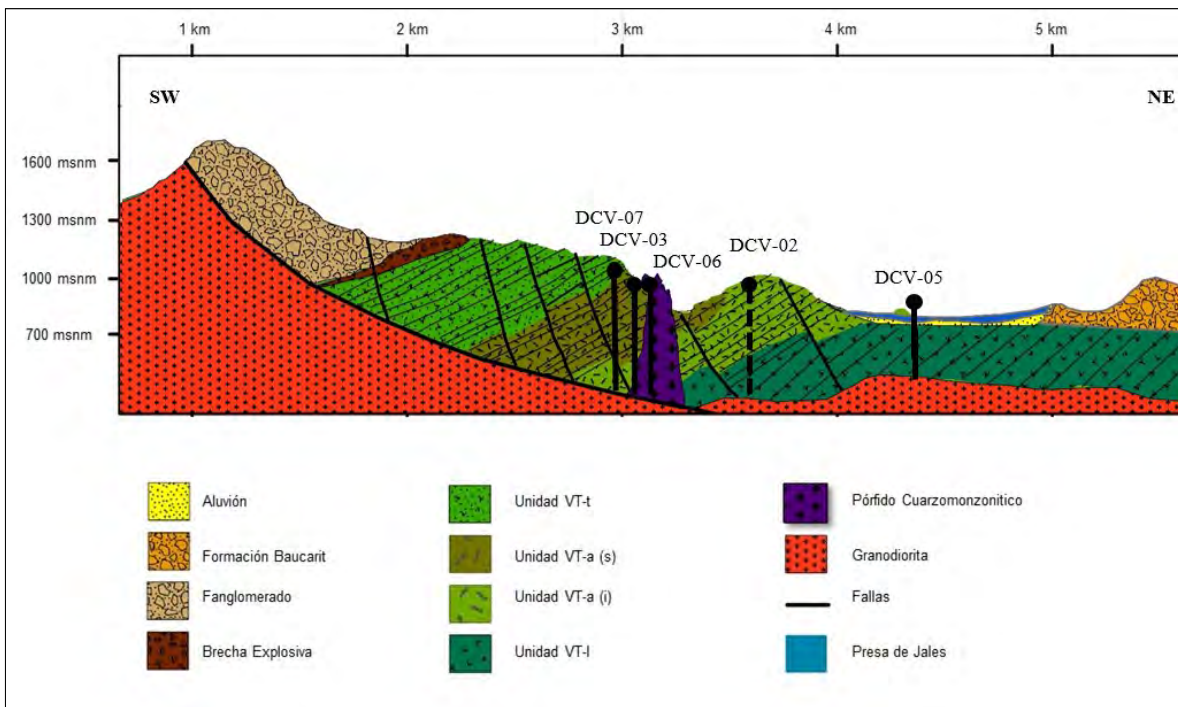 1 km 2 km 3 km 4 km 5 km
SW NE
1600 msnm
1300 msnm
1000 msnm
700 msnm
DCV-07
DCV-03
DCV-06
DCV-02
DCV-05
Aluvión
Formación Baucarit
Fanglomerado
Brecha Explosiva
Unidad VT-t
Unidad VT-a (s)
Unidad VT-a (i)
Unidad VT-l
Pórfido Cuarzomonzonitico
Granodiorita
Fallas
Presa de Jales